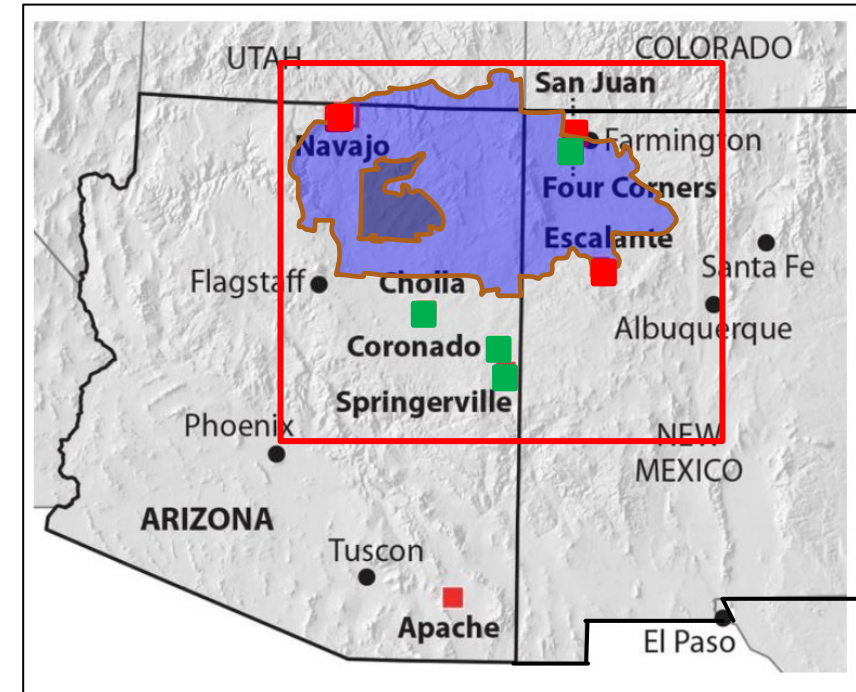 UTAH
COLORADO
San Juan
Farmington
Navajo
Four Corners
Escalante
Santa Fe
Flagstaff
Cholla
Albuquerque
Coronado
Springerville
Phoenix
NEW
MEXICO
ARIZONA
Tuscon
Apache
El Paso